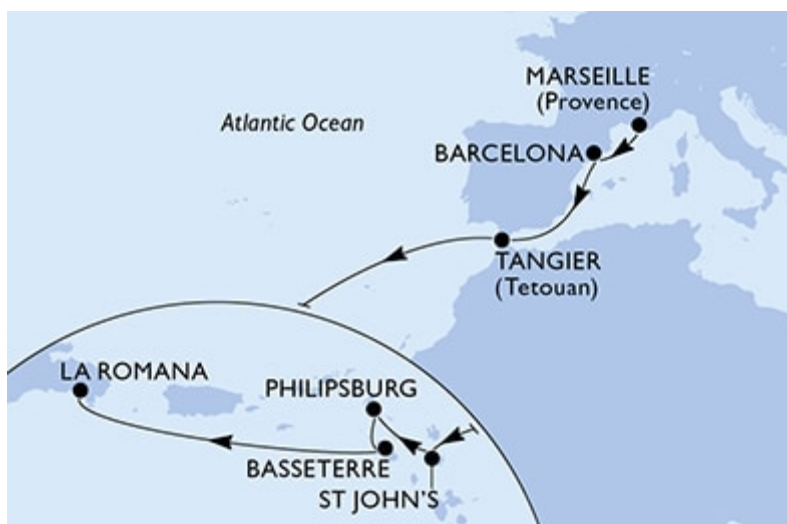 MARSEILLE
(Provence)
Atlantic Ocean
BARCELONA
TANGIER
(Tetouan)
LA ROMANA
PHILIPSBURG
BASSETERRE
ST JOHN'S